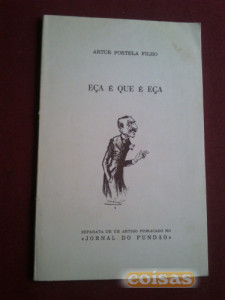 ARTUR PORTELA FILHO
EÇA É QUE É EÇA
SEPARATA DE UM ARTIGO PUBLICADO NO
«JORNAL DO FUNDÃO»
coisas